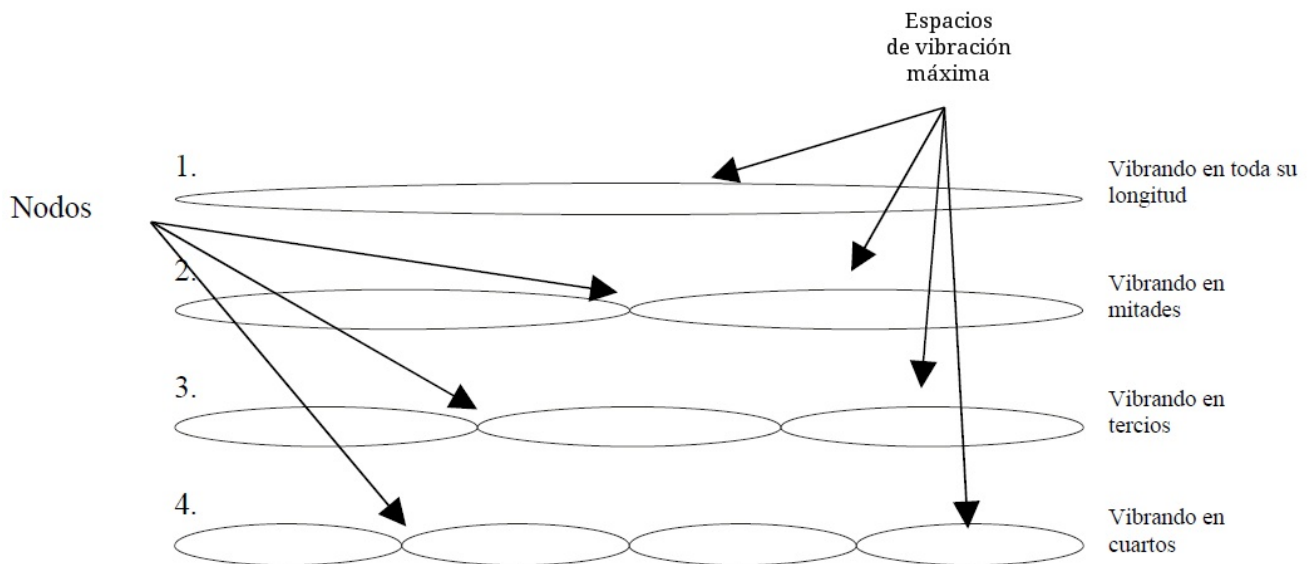 Espacios
de vibración
máxima
Nodos
1.
Vibrando en toda su
longitud
2.
Vibrando en
mitades
3.
Vibrando en
tercios
4.
Vibrando en
cuartos